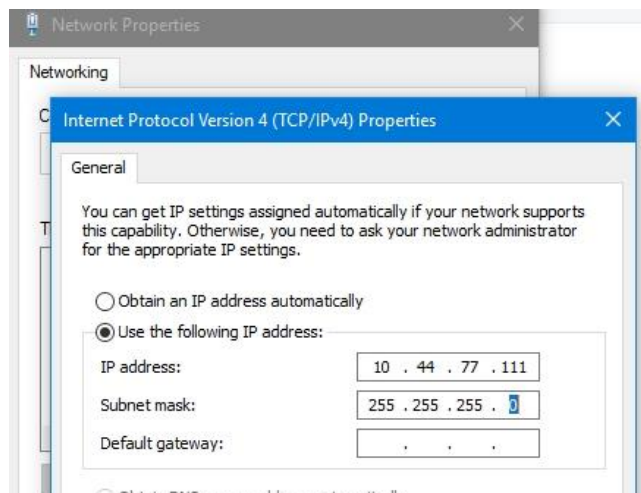 Network Properties
Networking
Internet Protocol Version 4 (TCP/IPv4) Properties
General
You can get IP settings assigned automatically if your network supports
this capability. Otherwise, you need to ask your network administrator
for the appropriate IP settings.
Obtain an IP address automatically
Use the following IP address:
IP address: 10 . 44 . 77 . 111
Subnet mask: 255 . 255 . 255 . 0
Default gateway: . . .